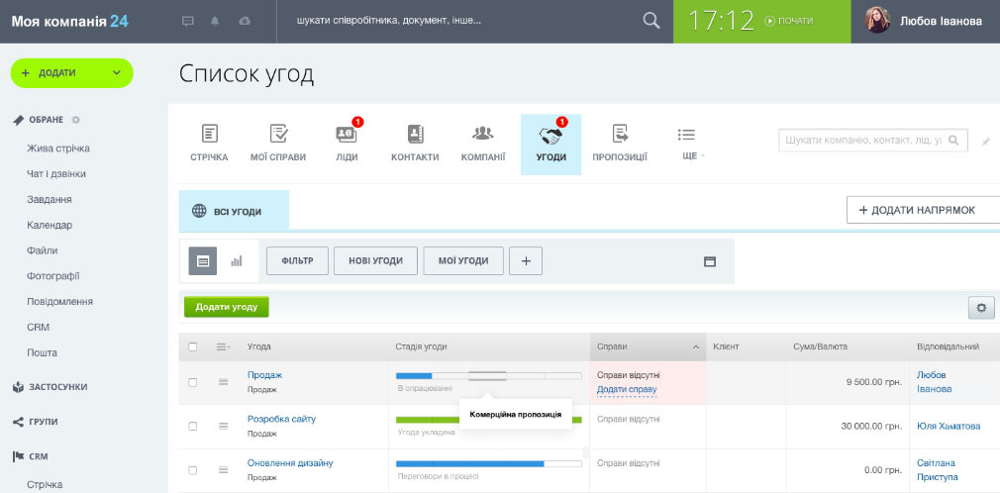 Моя компанія 24
шукати співробітника, документ, інше...
17:12 ПОЧАТИ
Любов Іванова
+ ДОДАТИ
Список угод
ОБРАНЕ
Жива стрічка
Чат і дзвінки
Завдання
Календар
Файли
Фотографії
Повідомлення
CRM
Пошта
ЗАСТОСУНКИ
ГРУПИ
CRM
Стрічка
1 1
СТРІЧКА МОЇ СПРАВИ ЛІДИ КОНТАКТИ КОМПАНІЇ УГОДИ ПРОПОЗИЦІЇ ЩЕ
Шукати компанію, контакт, лід, у
ВСІ УГОДИ
+ ДОДАТИ НАПРЯМОК
ФІЛЬТР НОВІ УГОДИ МОЇ УГОДИ +
Додати угоду
Угода Стадія угоди Справи Клієнт Сума/Валюта Відповідальний
Продаж
Продаж
В опрацюванні
Справи відсутні
Додати справу
9 500.00 грн.
Любов
Іванова
Комерційна пропозиція
Розробка сайту
Продаж
Угода укладена
Справи відсутні
30 000.00 грн.
Юля Хаматова
Оновлення дизайну
Продаж
Переговори в процесі
Справи відсутні
0.00 грн.
Світлана
Приступа